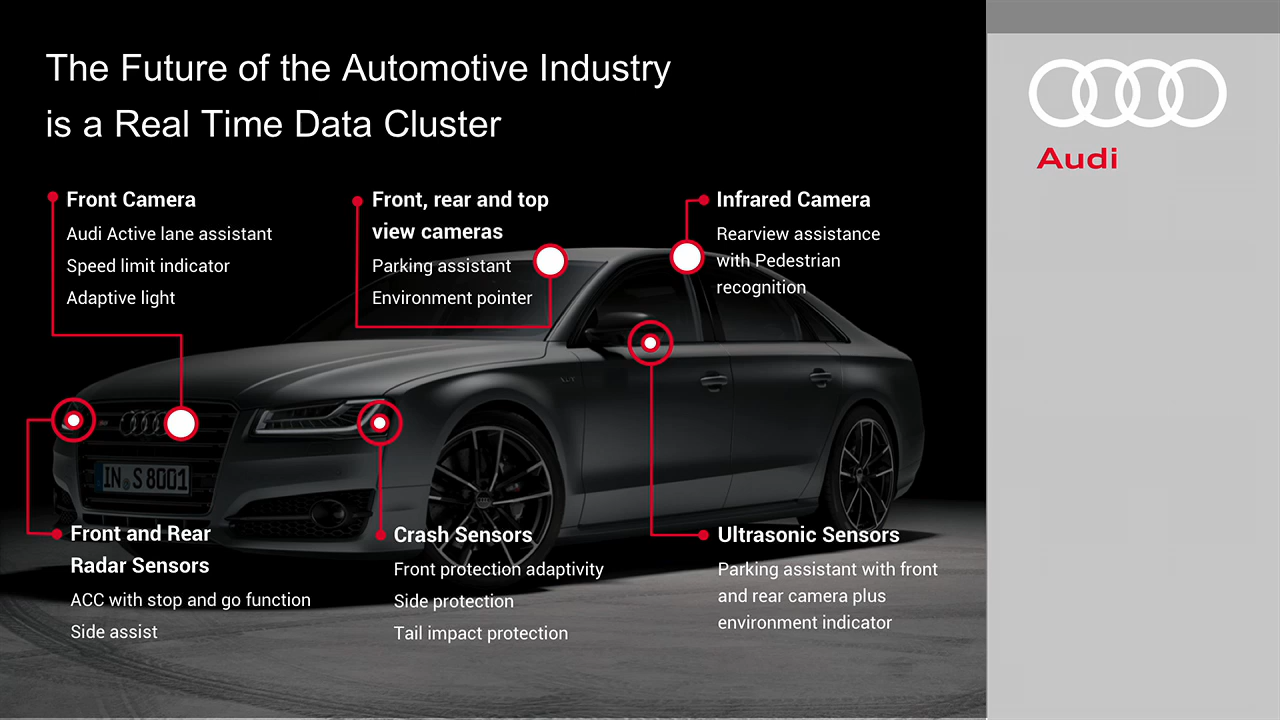 The Future of the Automotive Industry
is a Real Time Data Cluster
Audi
Front Camera
Audi Active lane assistant
Speed limit indicator
Adaptive light
Front, rear and top
view cameras
Parking assistant
Environment pointer
Infrared Camera
Rearview assistance
with Pedestrian
recognition
IN S 8001
Front and Rear
Radar Sensors
ACC with stop and go function
Side assist
Crash Sensors
Front protection adaptivity
Side protection
Tail impact protection
Ultrasonic Sensors
Parking assistant with front
and rear camera plus
environment indicator